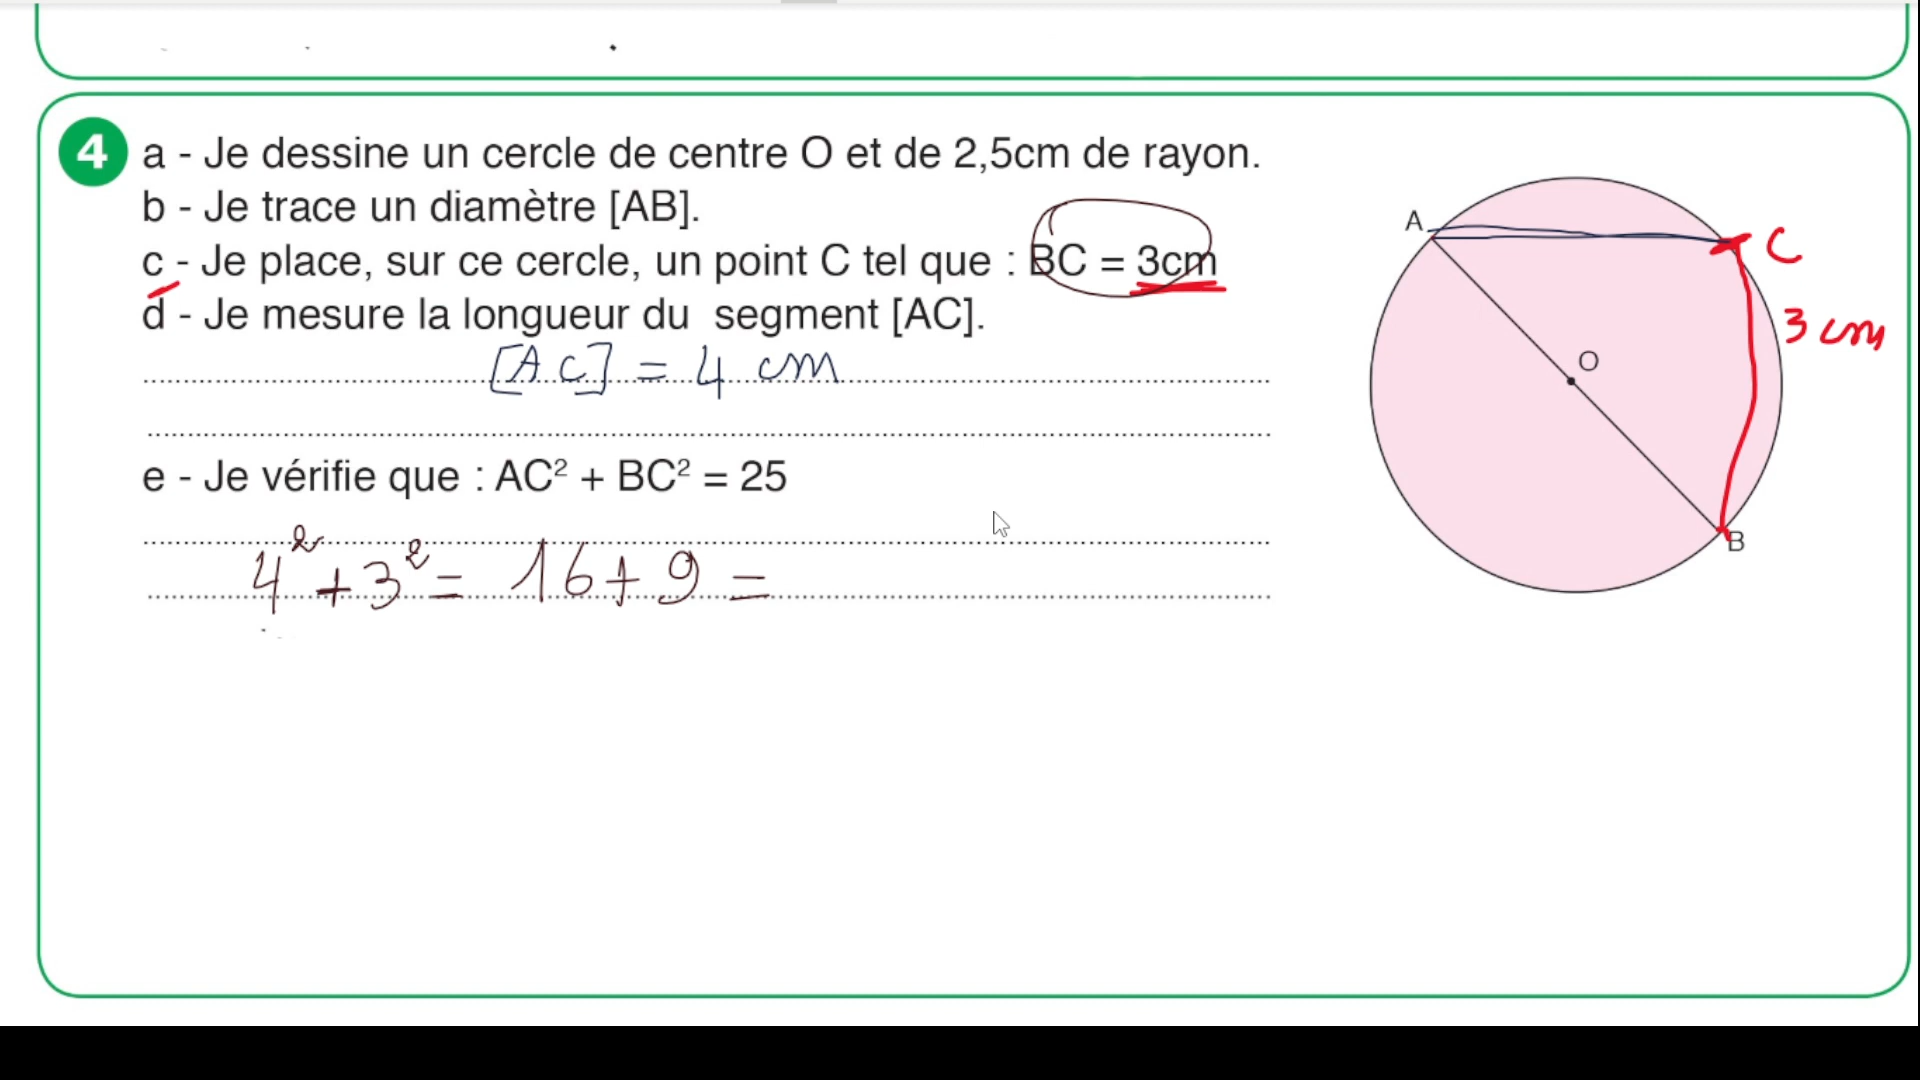 4 a - Je dessine un cercle de centre O et de 2,5cm de rayon.
b - Je trace un diamètre [AB].
c - Je place, sur ce cercle, un point C tel que : BC = 3cm
d - Je mesure la longueur du segment [AC].
[AC] = 4 cm
e - Je vérifie que : AC² + BC² = 25
4² + 3² = 16 + 9 =
A
C
3 cm
O
B